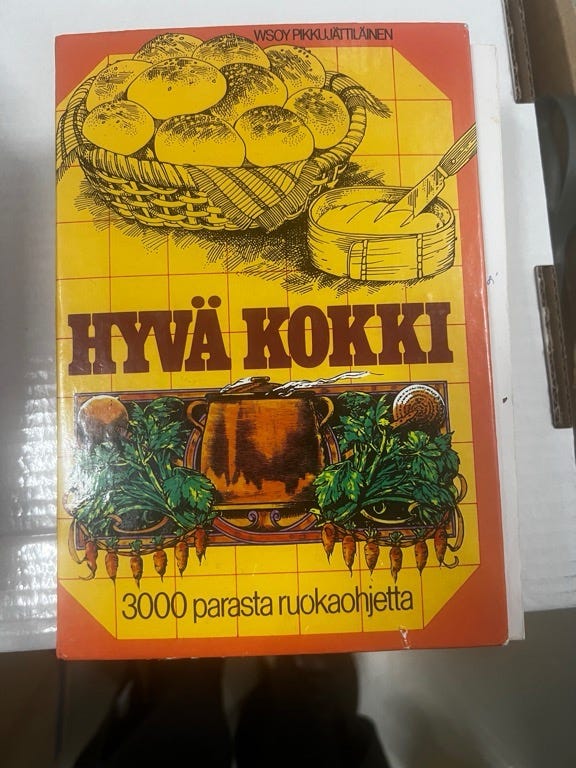 WSOY PIKKUJÄTTILÄINEN
HYVÄ KOKKI
3000 parasta ruokaohjetta